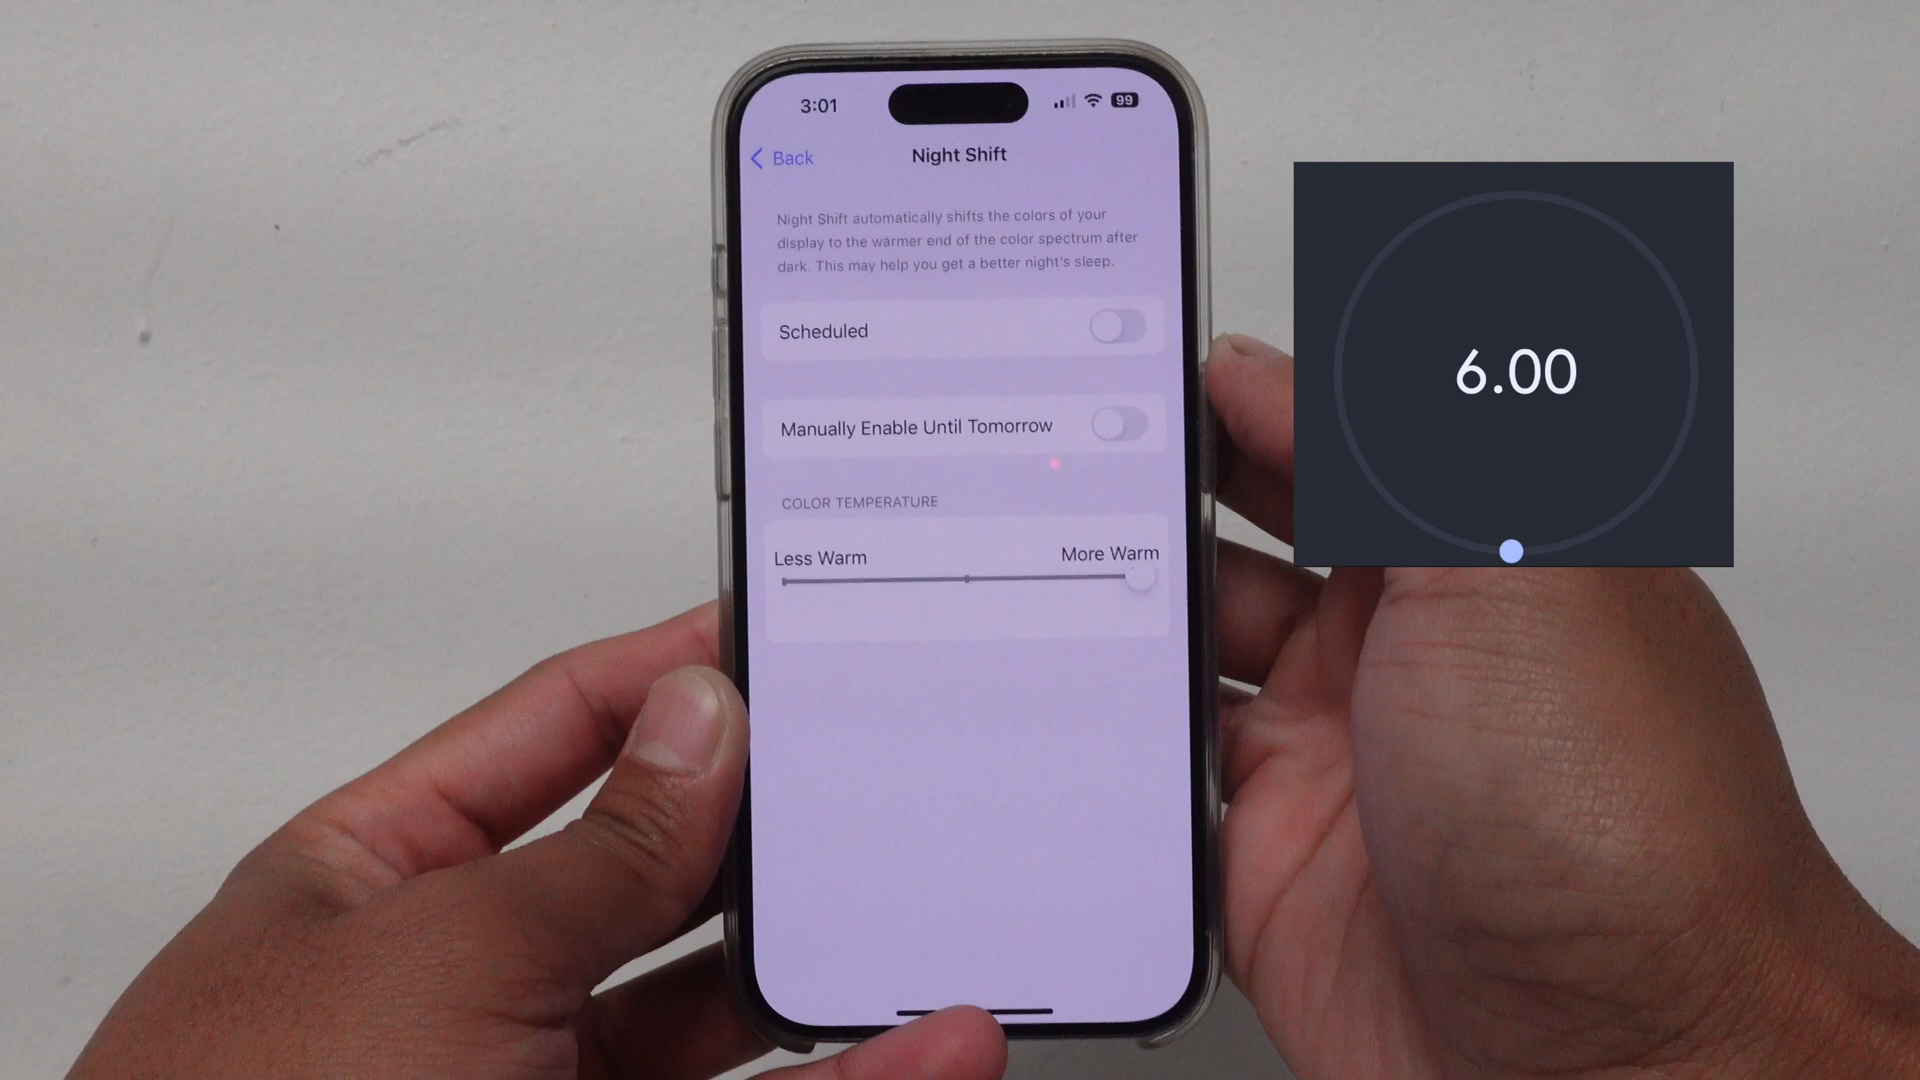 3:01
99
Back
Night Shift
Night Shift automatically shifts the colors of your
display to the warmer end of the color spectrum after
dark. This may help you get a better night's sleep.
Scheduled
Manually Enable Until Tomorrow
COLOR TEMPERATURE
Less Warm
More Warm
6.00